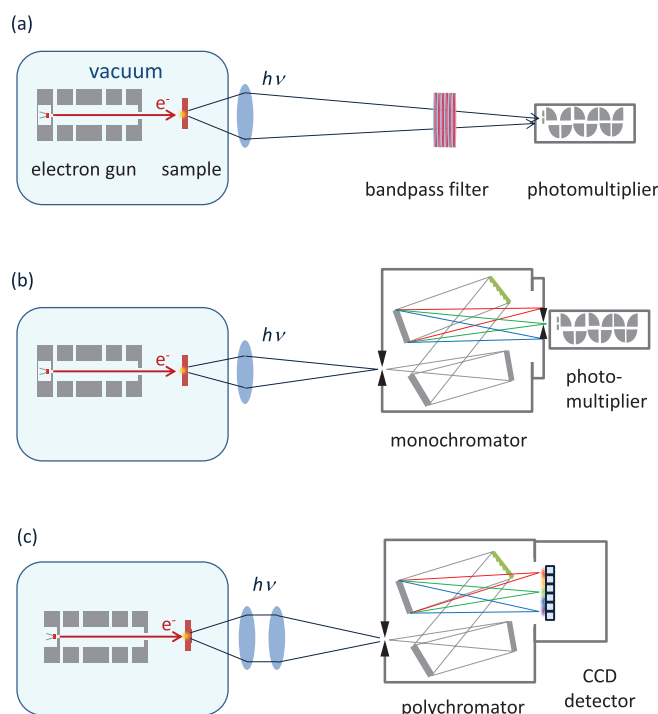 (a)
vacuum
hν
e-
electron gun
sample
bandpass filter
photomultiplier
(b)
hν
e-
photo-
multiplier
monochromator
(c)
hν
e-
CCD
detector
polychromator